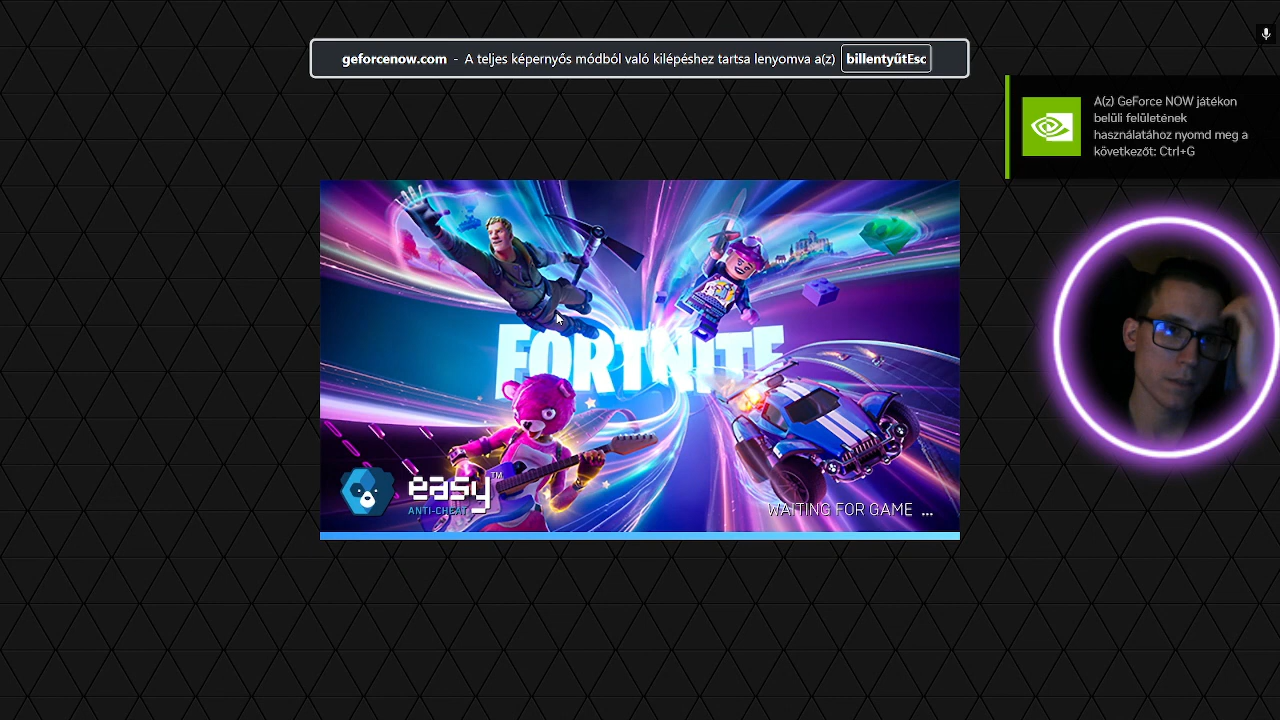 geforcenow.com - A teljes képernyős módból való kilépéshez tartsa lenyomva a(z) billentyűtEsc
A(z) GeForce NOW játékon
belüli felületének
használatához nyomd meg a
következőt: Ctrl+G
FORTNITE
easy™
ANTI-CHEAT
WAITING FOR GAME ...